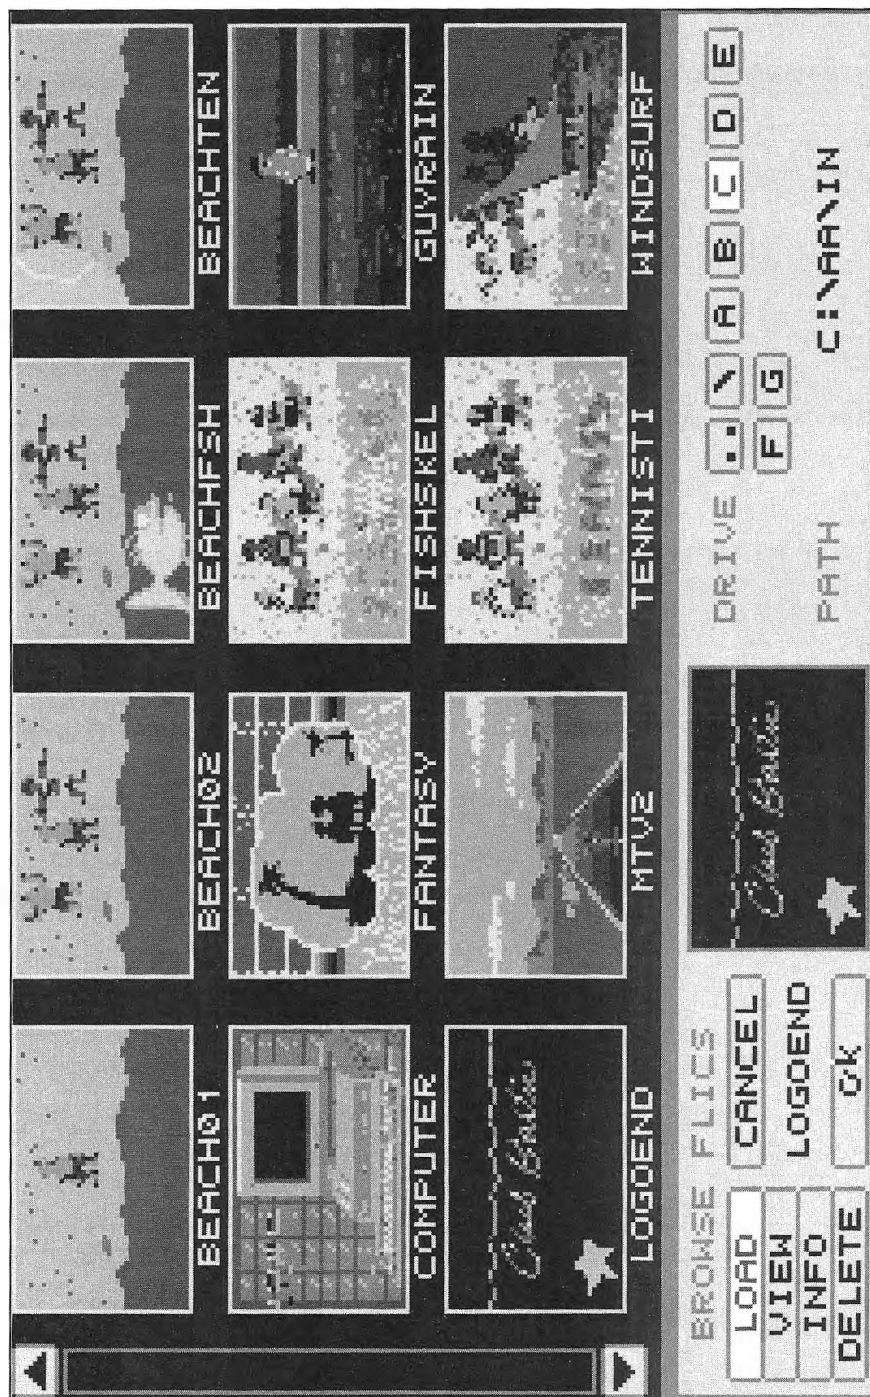 BEACH01 BEACH02 BEACHFSH BEACHTEN
COMPUTER FANTASY FISHSKEL GUYRAIN
LOGOEND MTV2 TENNISTI WINDSURF
BROWSE FLICS
LOAD CANCEL
VIEW
INFO LOGOEND
DELETE ok
DRIVE .. \ A B C D E
F G
PATH C:\AA\IN
TENNIS